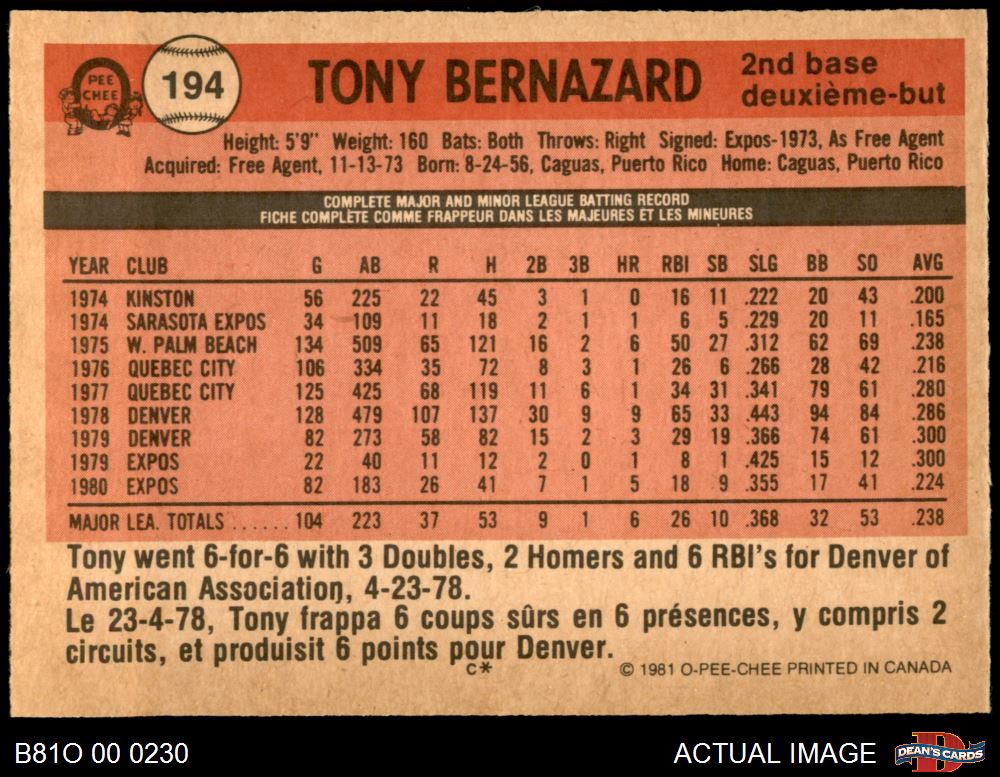 PEE
CHEE
194
TONY BERNAZARD
2nd base
deuxième-but
Height: 5'9" Weight: 160 Bats: Both Throws: Right Signed: Expos-1973, As Free Agent
Acquired: Free Agent, 11-13-73 Born: 8-24-56, Caguas, Puerto Rico Home: Caguas, Puerto Rico
COMPLETE MAJOR AND MINOR LEAGUE BATTING RECORD
FICHE COMPLÈTE COMME FRAPPEUR DANS LES MAJEURES ET LES MINEURES
YEAR CLUB G AB R H 2B 3B HR RBI SB SLG BB SO AVG
1974 KINSTON 56 225 22 45 3 1 0 16 11 .222 20 43 .200
1974 SARASOTA EXPOS 34 109 11 18 2 1 1 6 5 .229 20 11 .165
1975 W. PALM BEACH 134 509 65 121 16 2 6 50 27 .312 62 69 .238
1976 QUEBEC CITY 106 334 35 72 8 3 1 26 6 .266 28 42 .216
1977 QUEBEC CITY 125 425 68 119 11 6 1 34 31 .341 79 61 .280
1978 DENVER 128 479 107 137 30 9 9 65 33 .443 94 84 .286
1979 DENVER 82 273 58 82 15 2 3 29 19 .366 74 61 .300
1979 EXPOS 22 40 11 12 2 0 1 8 1 .425 15 12 .300
1980 EXPOS 82 183 26 41 7 1 5 18 9 .355 17 41 .224
MAJOR LEA. TOTALS ...... 104 223 37 53 9 1 6 26 10 .368 32 53 .238
Tony went 6-for-6 with 3 Doubles, 2 Homers and 6 RBI's for Denver of
American Association, 4-23-78.
Le 23-4-78, Tony frappa 6 coups sûrs en 6 présences, y compris 2
circuits, et produisit 6 points pour Denver.
C*
© 1981 O-PEE-CHEE PRINTED IN CANADA
B81O 00 0230
ACTUAL IMAGE
DEAN'S CARDS